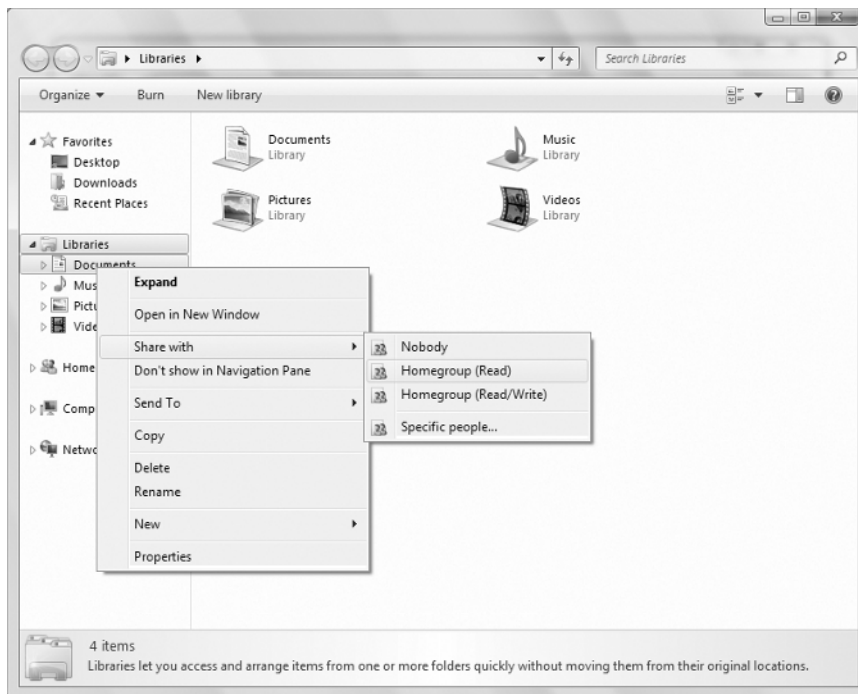 Libraries
Search Libraries
Organize
Burn
New library
Favorites
Desktop
Downloads
Recent Places
Libraries
Documents
Documents
Library
Music
Library
Pictures
Library
Videos
Library
Expand
Open in New Window
Share with
Don't show in Navigation Pane
Send To
Copy
Delete
Rename
New
Properties
Nobody
Homegroup (Read)
Homegroup (Read/Write)
Specific people...
4 items
Libraries let you access and arrange items from one or more folders quickly without moving them from their original locations.